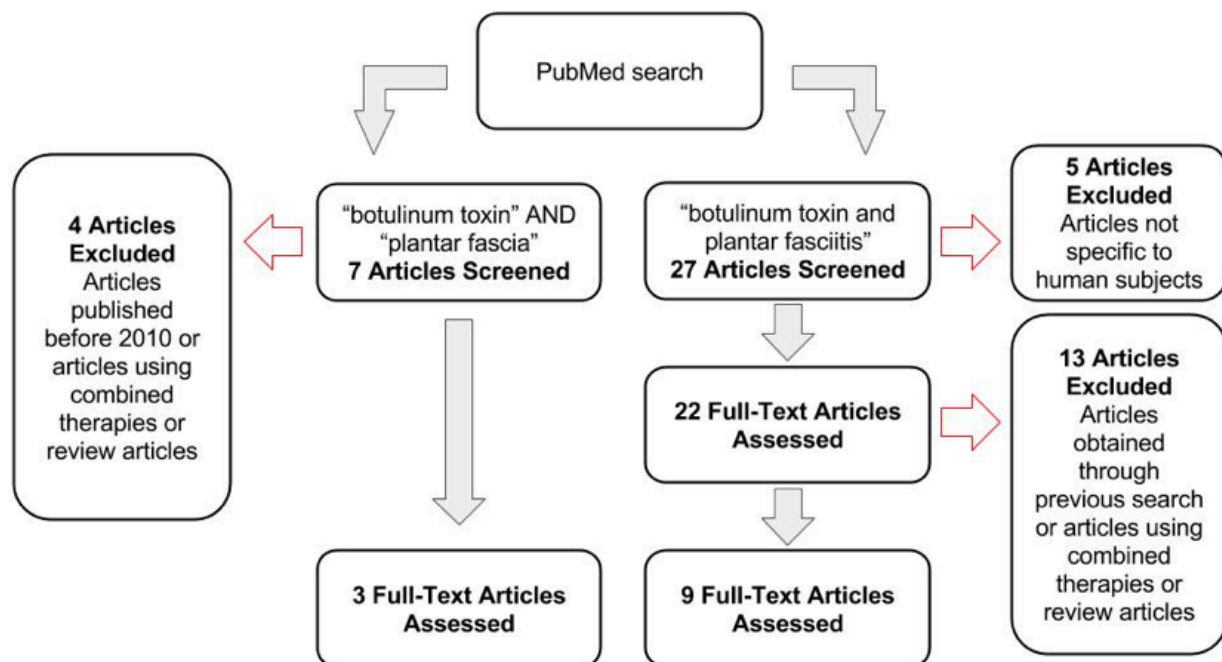 PubMed search
4 Articles
Excluded
Articles
published
before 2010 or
articles using
combined
therapies or
review articles
“botulinum toxin” AND
“plantar fascia”
7 Articles Screened
“botulinum toxin and
plantar fasciitis”
27 Articles Screened
5 Articles
Excluded
Articles not
specific to
human subjects
22 Full-Text Articles
Assessed
13 Articles
Excluded
Articles
obtained
through
previous search
or articles using
combined
therapies or
review articles
3 Full-Text Articles
Assessed
9 Full-Text Articles
Assessed